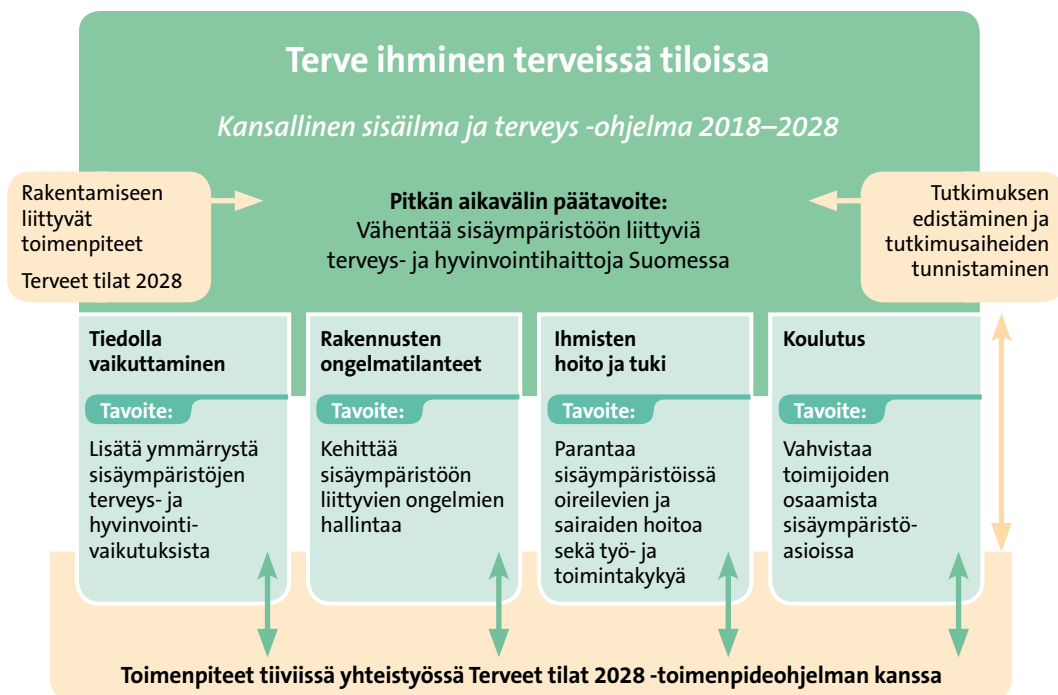 Terve ihminen terveissä tiloissa
Kansallinen sisäilma ja terveys -ohjelma 2018–2028
Rakentamiseen
liittyvät
toimenpiteet
Terveet tilat 2028
Pitkän aikavälin päätavoite:
Vähentää sisäympäristöön liittyviä
terveys- ja hyvinvointihaittoja Suomessa
Tutkimuksen
edistäminen ja
tutkimusaiheiden
tunnistaminen
Tiedolla
vaikuttaminen
Tavoite:
Lisätä ymmärrystä
sisäympäristöjen
terveys- ja
hyvinvointi-
vaikutuksista
Rakennusten
ongelmatilanteet
Tavoite:
Kehittää
sisäympäristöön
liittyvien ongelmien
hallintaa
Ihmisten
hoito ja tuki
Tavoite:
Parantaa
sisäympäristöissä
oireilevien ja
sairaiden hoitoa
sekä työ- ja
toimintakykyä
Koulutus
Tavoite:
Vahvistaa
toimijoiden
osaamista
sisäympäristö-
asioissa
Toimenpiteet tiiviissä yhteistyössä Terveet tilat 2028 -toimenpideohjelman kanssa